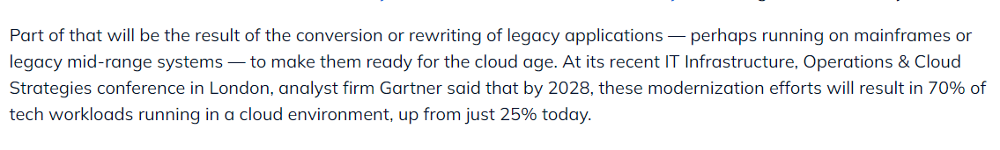 Part of that will be the result of the conversion or rewriting of legacy applications — perhaps running on mainframes or
legacy mid-range systems — to make them ready for the cloud age. At its recent IT Infrastructure, Operations & Cloud
Strategies conference in London, analyst firm Gartner said that by 2028, these modernization efforts will result in 70% of
tech workloads running in a cloud environment, up from just 25% today.